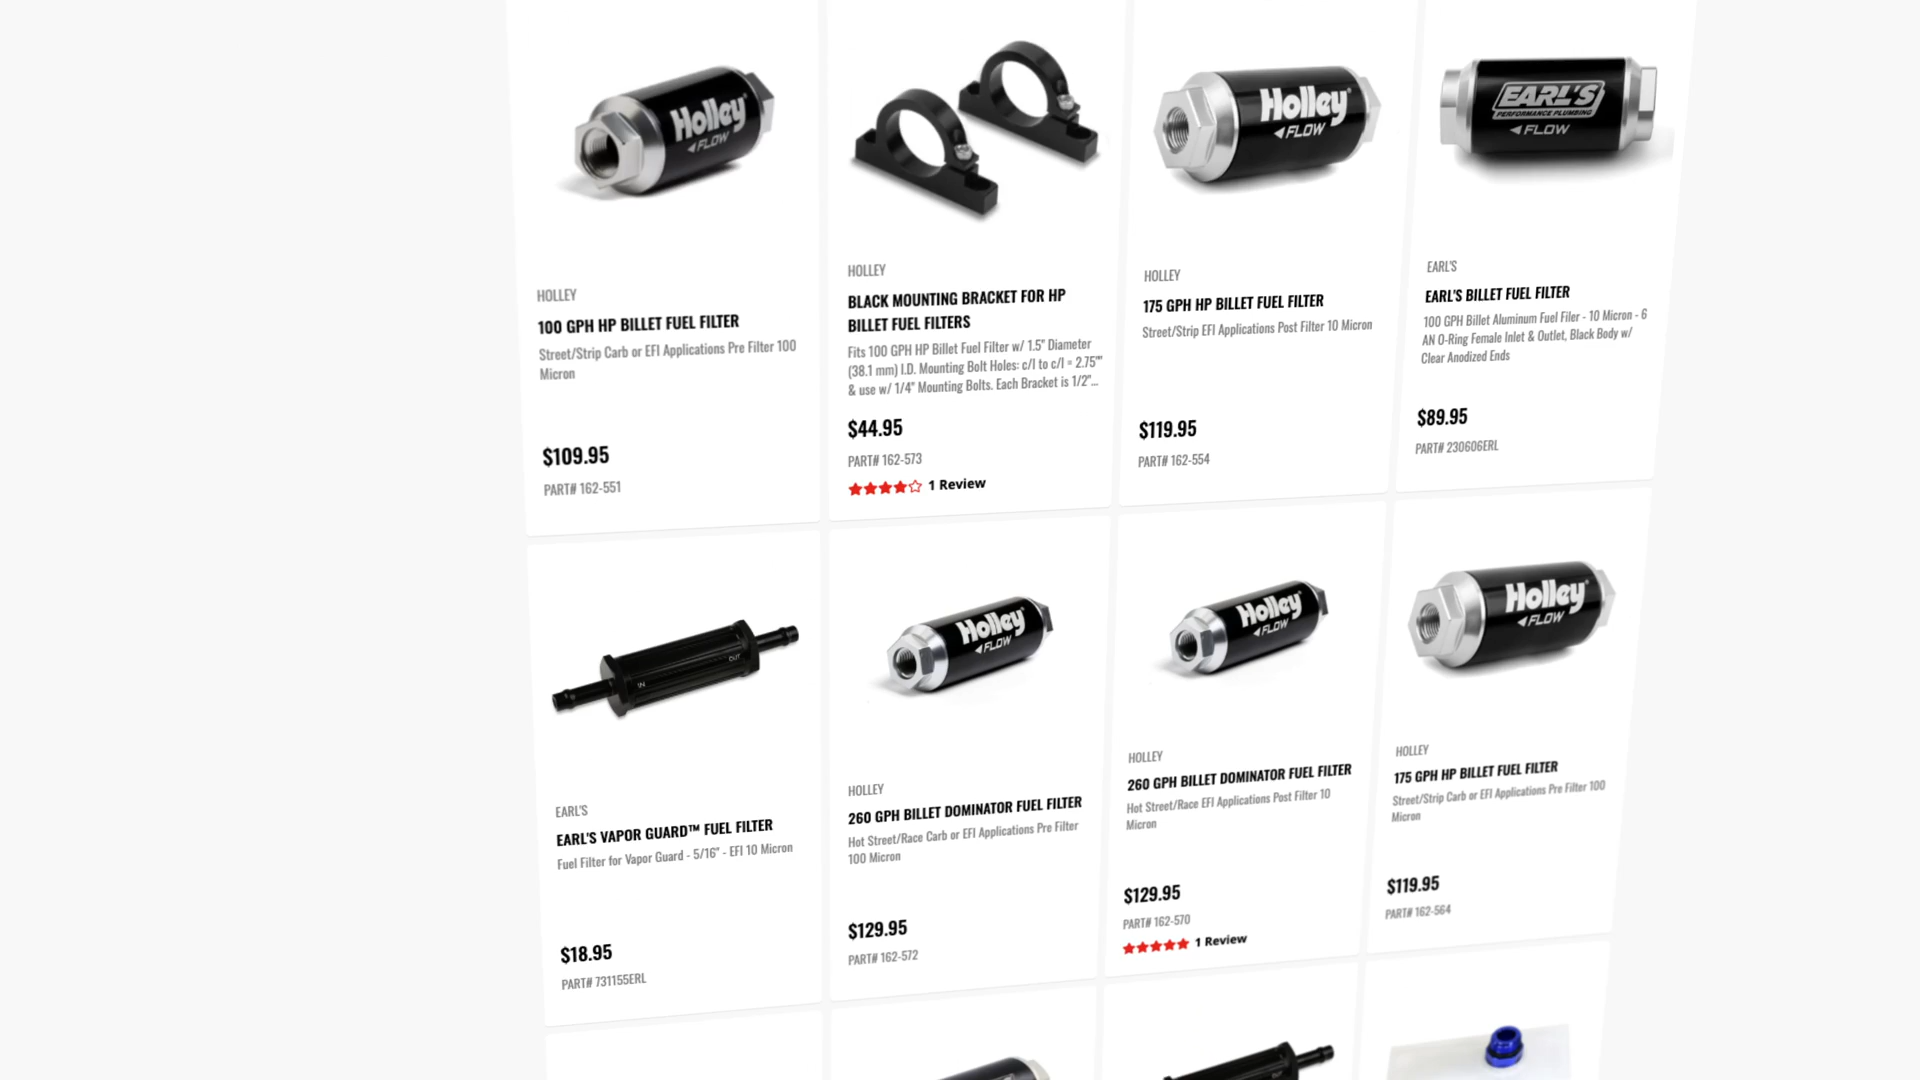 Holley
FLOW
HOLLEY
100 GPH HP BILLET FUEL FILTER
Street/Strip Carb or EFI Applications Pre Filter 100
Micron
$109.95
PART# 162-551
HOLLEY
BLACK MOUNTING BRACKET FOR HP
BILLET FUEL FILTERS
Fits 100 GPH HP Billet Fuel Filter w/ 1.5" Diameter
(38.1 mm) I.D. Mounting Bolt Holes: c/l to c/l = 2.75""
& use w/ 1/4" Mounting Bolts. Each Bracket is 1/2"...
$44.95
PART# 162-573
1 Review
Holley
FLOW
HOLLEY
175 GPH HP BILLET FUEL FILTER
Street/Strip EFI Applications Post Filter 10 Micron
$119.95
PART# 162-554
EARL'S
PERFORMANCE PLUMBING
FLOW
EARL'S
EARL'S BILLET FUEL FILTER
100 GPH Billet Aluminum Fuel Filer - 10 Micron - 6
AN O-Ring Female Inlet & Outlet, Black Body w/
Clear Anodized Ends
$89.95
PART# 230606ERL
IN
OUT
EARL'S
EARL'S VAPOR GUARD™ FUEL FILTER
Fuel Filter for Vapor Guard - 5/16" - EFI 10 Micron
$18.95
PART# 731155ERL
Holley
FLOW
HOLLEY
260 GPH BILLET DOMINATOR FUEL FILTER
Hot Street/Race Carb or EFI Applications Pre Filter
100 Micron
$129.95
PART# 162-572
Holley
FLOW
HOLLEY
260 GPH BILLET DOMINATOR FUEL FILTER
Hot Street/Race EFI Applications Post Filter 10
Micron
$129.95
PART# 162-570
1 Review
Holley
FLOW
HOLLEY
175 GPH HP BILLET FUEL FILTER
Street/Strip Carb or EFI Applications Pre Filter 100
Micron
$119.95
PART# 162-564
OUT